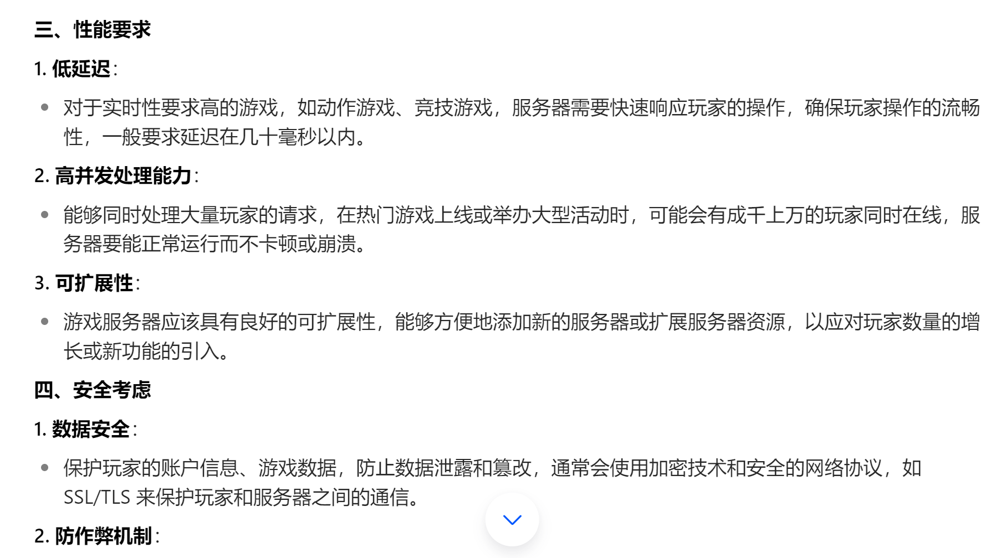 三、性能要求
1. 低延迟：
• 对于实时性要求高的游戏，如动作游戏、竞技游戏，服务器需要快速响应玩家的操作，确保玩家操作的流畅
性，一般要求延迟在几十毫秒以内。
2. 高并发处理能力：
• 能够同时处理大量玩家的请求，在热门游戏上线或举办大型活动时，可能会有成千上万的玩家同时在线，服
务器要能正常运行而不卡顿或崩溃。
3. 可扩展性：
• 游戏服务器应该具有良好的可扩展性，能够方便地添加新的服务器或扩展服务器资源，以应对玩家数量的增
长或新功能的引入。
四、安全考虑
1. 数据安全：
• 保护玩家的账户信息、游戏数据，防止数据泄露和篡改，通常会使用加密技术和安全的网络协议，如
SSL/TLS 来保护玩家和服务器之间的通信。
2. 防作弊机制：